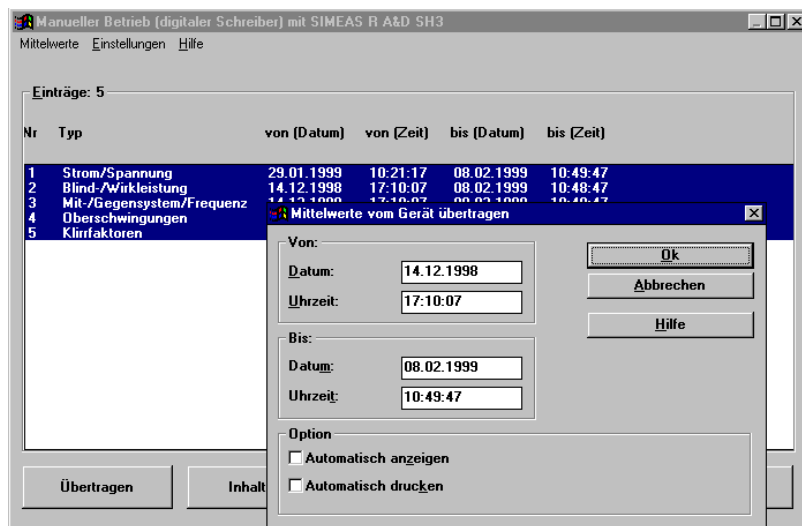 Manueller Betrieb (digitaler Schreiber) mit SIMEAS R A&D SH3
Mittelwerte Einstellungen Hilfe
Einträge: 5
Nr Typ von (Datum) von (Zeit) bis (Datum) bis (Zeit)
1 Strom/Spannung 29.01.1999 10:21:17 08.02.1999 10:49:47
2 Blind-/Wirkleistung 14.12.1998 17:10:07 08.02.1999 10:48:47
3 Mit-/Gegensystem/Frequenz
4 Oberschwingungen
5 Klirrfaktoren
Mittelwerte vom Gerät übertragen
Von:
Datum: 14.12.1998
Uhrzeit: 17:10:07
Bis:
Datum: 08.02.1999
Uhrzeit: 10:49:47
Ok
Abbrechen
Hilfe
Option
Automatisch anzeigen
Automatisch drucken
Übertragen
Inhalt